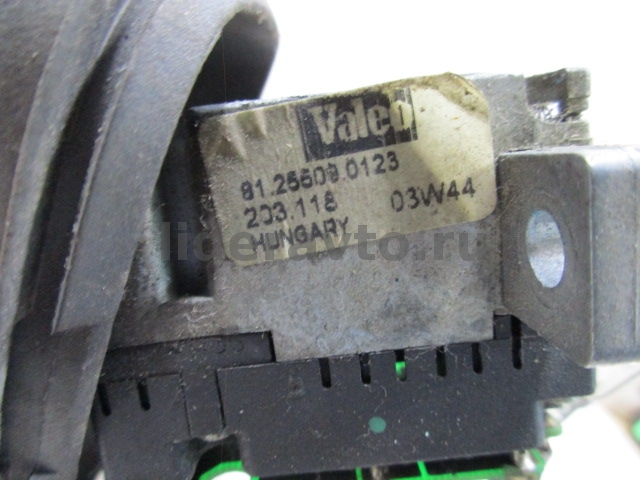 Valeo
81.25509.0123
203.118 03W44
HUNGARY
lideravto.ru